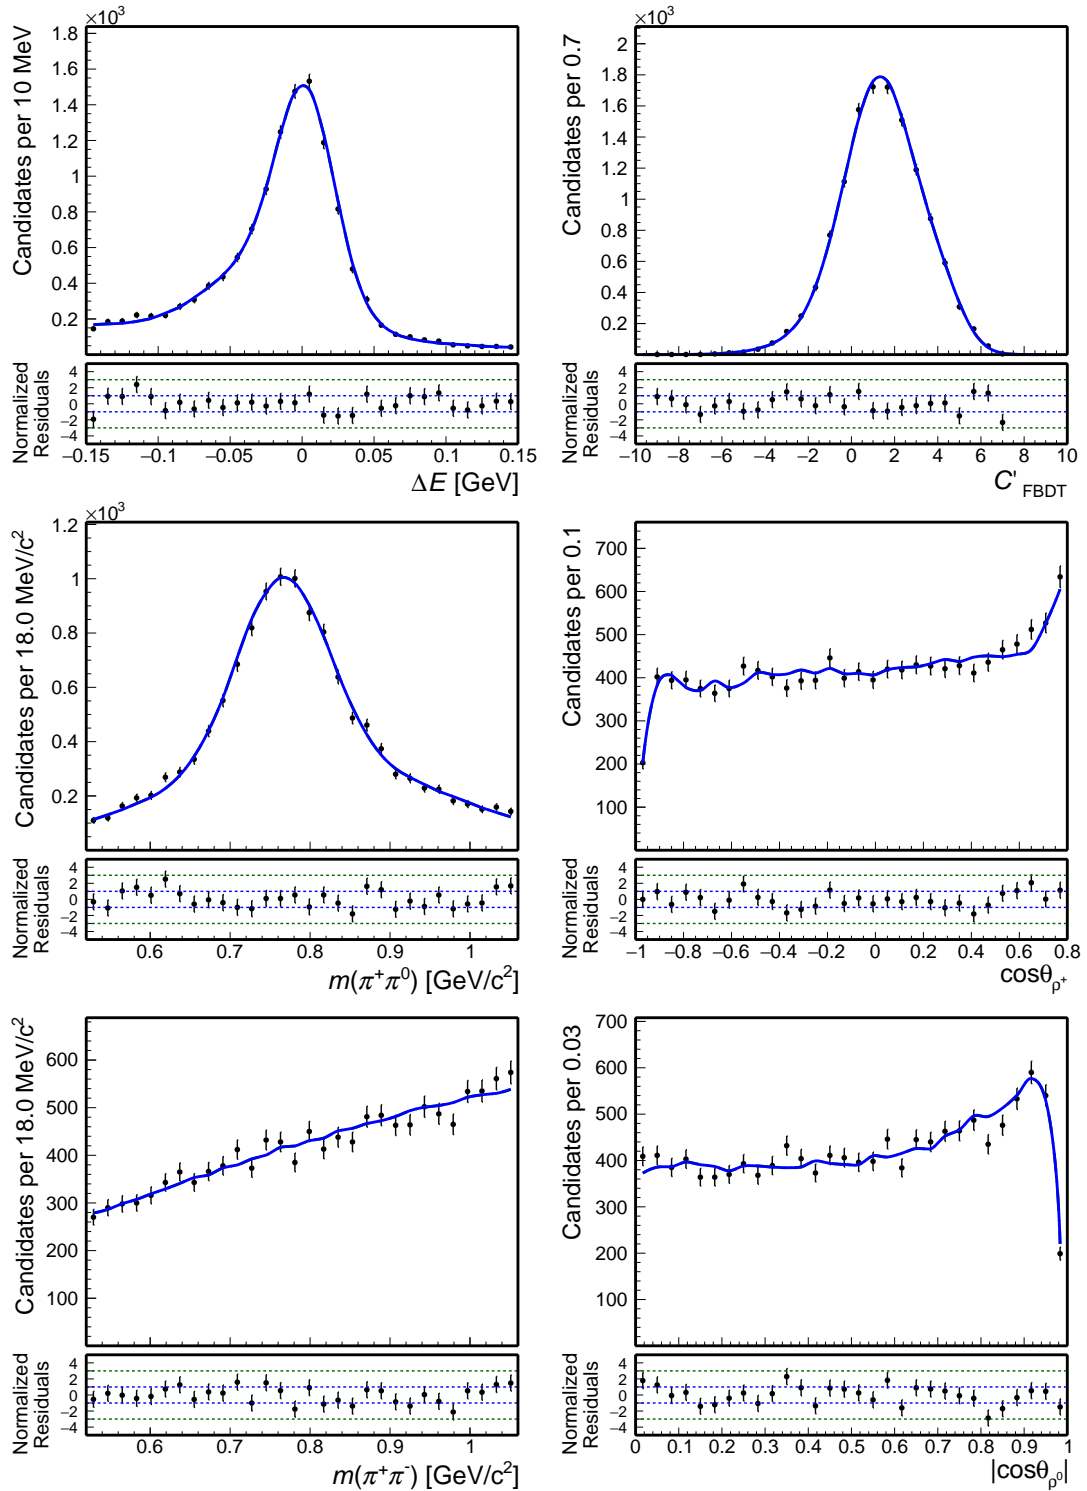 ×10³
Candidates per 10 MeV
1.8
1.6
1.4
1.2
1
0.8
0.6
0.4
0.2
Normalized
Residuals
4
2
0
−2
−4
−0.15 −0.1 −0.05 0 0.05 0.1 0.15
ΔE [GeV]
×10³
Candidates per 0.7
2
1.8
1.6
1.4
1.2
1
0.8
0.6
0.4
0.2
Normalized
Residuals
4
2
0
−2
−4
−10 −8 −6 −4 −2 0 2 4 6 8 10
C'FBDT
×10³
Candidates per 18.0 MeV/c²
1.2
1
0.8
0.6
0.4
0.2
Normalized
Residuals
4
2
0
−2
−4
0.6 0.7 0.8 0.9 1
m(π⁺π⁰) [GeV/c²]
Candidates per 0.1
700
600
500
400
300
200
100
Normalized
Residuals
4
2
0
−2
−4
−1 −0.8 −0.6 −0.4 −0.2 0 0.2 0.4 0.6 0.8
cosθρ⁺
Candidates per 18.0 MeV/c²
600
500
400
300
200
100
Normalized
Residuals
4
2
0
−2
−4
0.6 0.7 0.8 0.9 1
m(π⁺π⁻) [GeV/c²]
Candidates per 0.03
700
600
500
400
300
200
100
Normalized
Residuals
4
2
0
−2
−4
0 0.1 0.2 0.3 0.4 0.5 0.6 0.7 0.8 0.9 1
|cosθρ⁰|